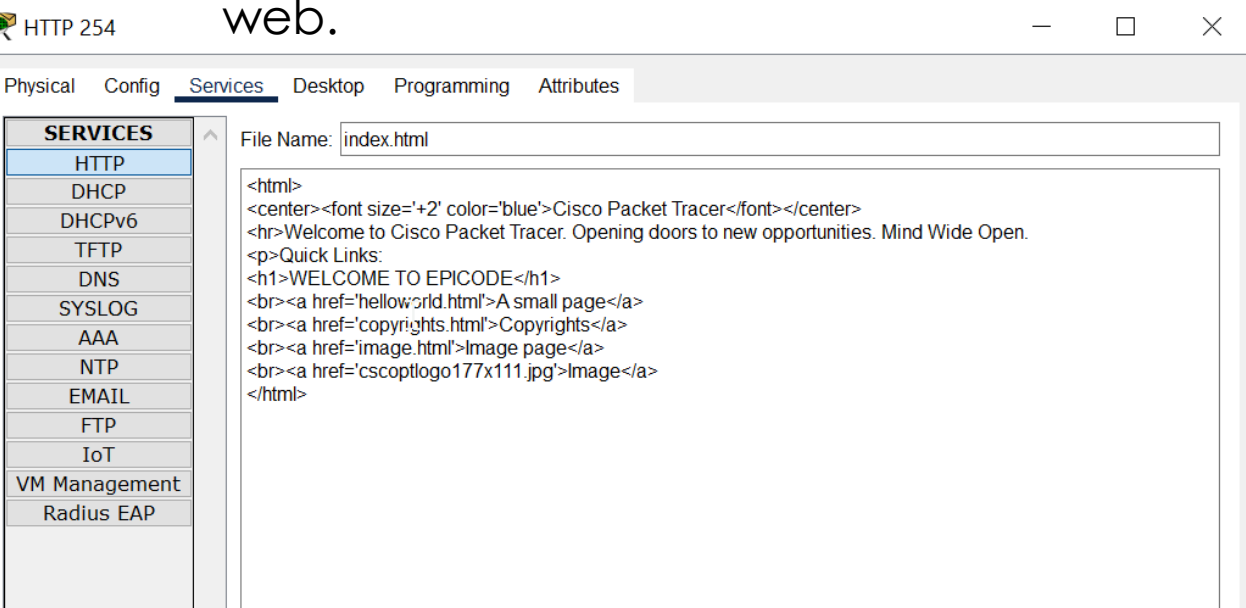 web.
HTTP 254
Physical Config Services Desktop Programming Attributes
SERVICES
HTTP
DHCP
DHCPv6
TFTP
DNS
SYSLOG
AAA
NTP
EMAIL
FTP
IoT
VM Management
Radius EAP
File Name: index.html
<html>
<center><font size='+2' color='blue'>Cisco Packet Tracer</font></center>
<hr>Welcome to Cisco Packet Tracer. Opening doors to new opportunities. Mind Wide Open.
<p>Quick Links:
<h1>WELCOME TO EPICODE</h1>
<br><a href='helloworld.html'>A small page</a>
<br><a href='copyrights.html'>Copyrights</a>
<br><a href='image.html'>Image page</a>
<br><a href='cscoptlogo177x111.jpg'>Image</a>
</html>